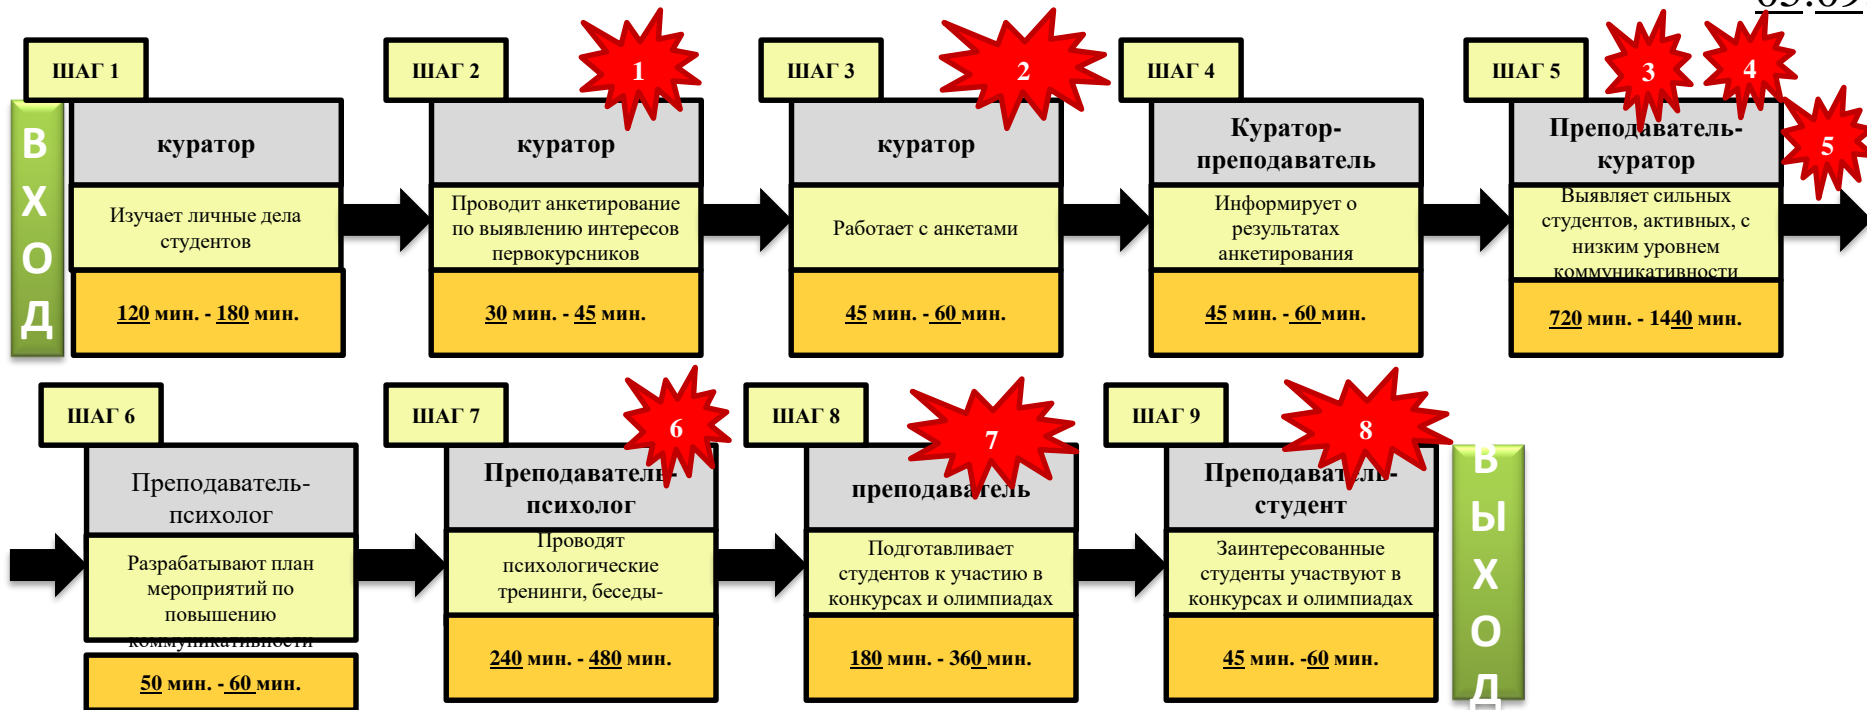 05.09
ШАГ 1
ШАГ 2
1
ШАГ 3
2
ШАГ 4
ШАГ 5
3
4
5
ВХОД
куратор
Изучает личные дела
студентов
120 мин. - 180 мин.
куратор
Проводит анкетирование
по выявлению интересов
первокурсников
30 мин. - 45 мин.
куратор
Работает с анкетами
45 мин. - 60 мин.
Куратор-
преподаватель
Информирует о
результатах
анкетирования
45 мин. - 60 мин.
Преподаватель-
куратор
Выявляет сильных
студентов, активных, с
низким уровнем
коммуникативности
720 мин. - 1440 мин.
ШАГ 6
Преподаватель-
психолог
Разрабатывают план
мероприятий по
повышению
коммуникативности
50 мин. - 60 мин.
ШАГ 7
6
Преподаватель-
психолог
Проводят
психологические
тренинги, беседы-
240 мин. - 480 мин.
ШАГ 8
7
преподаватель
Подготавливает
студентов к участию в
конкурсах и олимпиадах
180 мин. - 360 мин.
ШАГ 9
8
Преподаватель-
студент
Заинтересованные
студенты участвуют в
конкурсах и олимпиадах
45 мин. -60 мин.
ВЫХОД